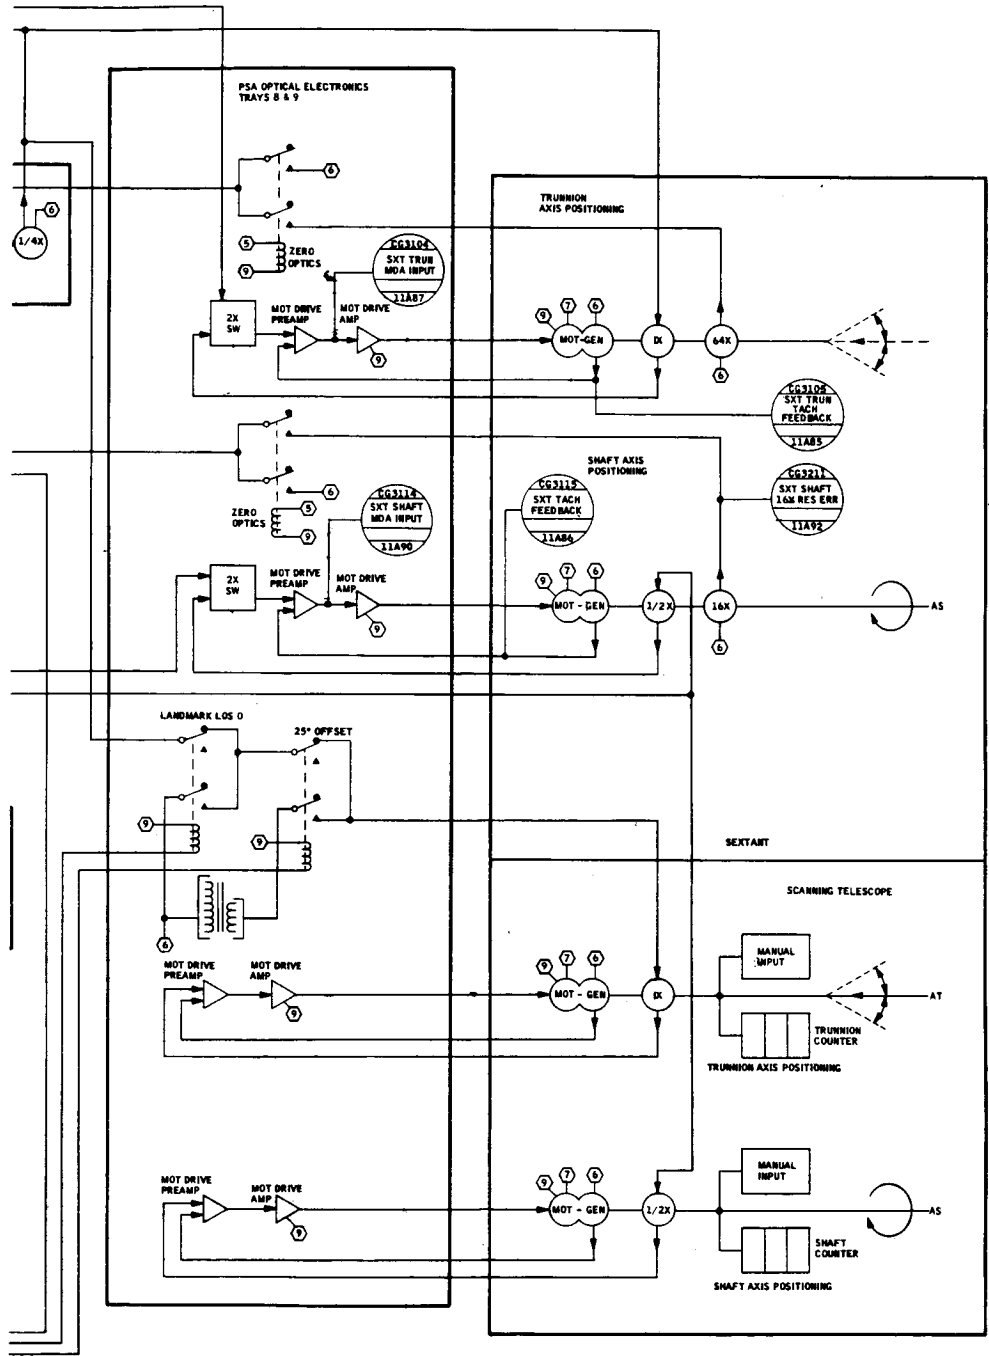 PSA OPTICAL ELECTRONICS
TRAYS 8 & 9
6
6
1/4X
5
9
ZERO
OPTICS
CG3104
SXT TRUN
MDA INPUT
11A87
TRUNNION
AXIS POSITIONING
2X
SW
MOT DRIVE
PREAMP
MOT DRIVE
AMP
9
9
7
6
MOT-GEN
1X
64X
6
CG3105
SXT TRUN
TACH
FEEDBACK
11A85
6
ZERO
OPTICS
5
9
CG3114
SXT SHAFT
MDA INPUT
11A90
SHAFT AXIS
POSITIONING
CG3115
SXT TACH
FEEDBACK
11A86
CG3211
SXT SHAFT
16X RES ERR
11A92
2X
SW
MOT DRIVE
PREAMP
MOT DRIVE
AMP
9
9
7
6
MOT - GEN
1/2X
16X
6
AS
LANDMARK LOS 0
25° OFFSET
9
9
6
SEXTANT
SCANNING TELESCOPE
MOT DRIVE
PREAMP
MOT DRIVE
AMP
9
9
7
6
MOT - GEN
1X
MANUAL
INPUT
AT
TRUNNION
COUNTER
TRUNNION AXIS POSITIONING
MOT DRIVE
PREAMP
MOT DRIVE
AMP
9
9
7
6
MOT - GEN
1/2X
MANUAL
INPUT
AS
SHAFT
COUNTER
SHAFT AXIS POSITIONING